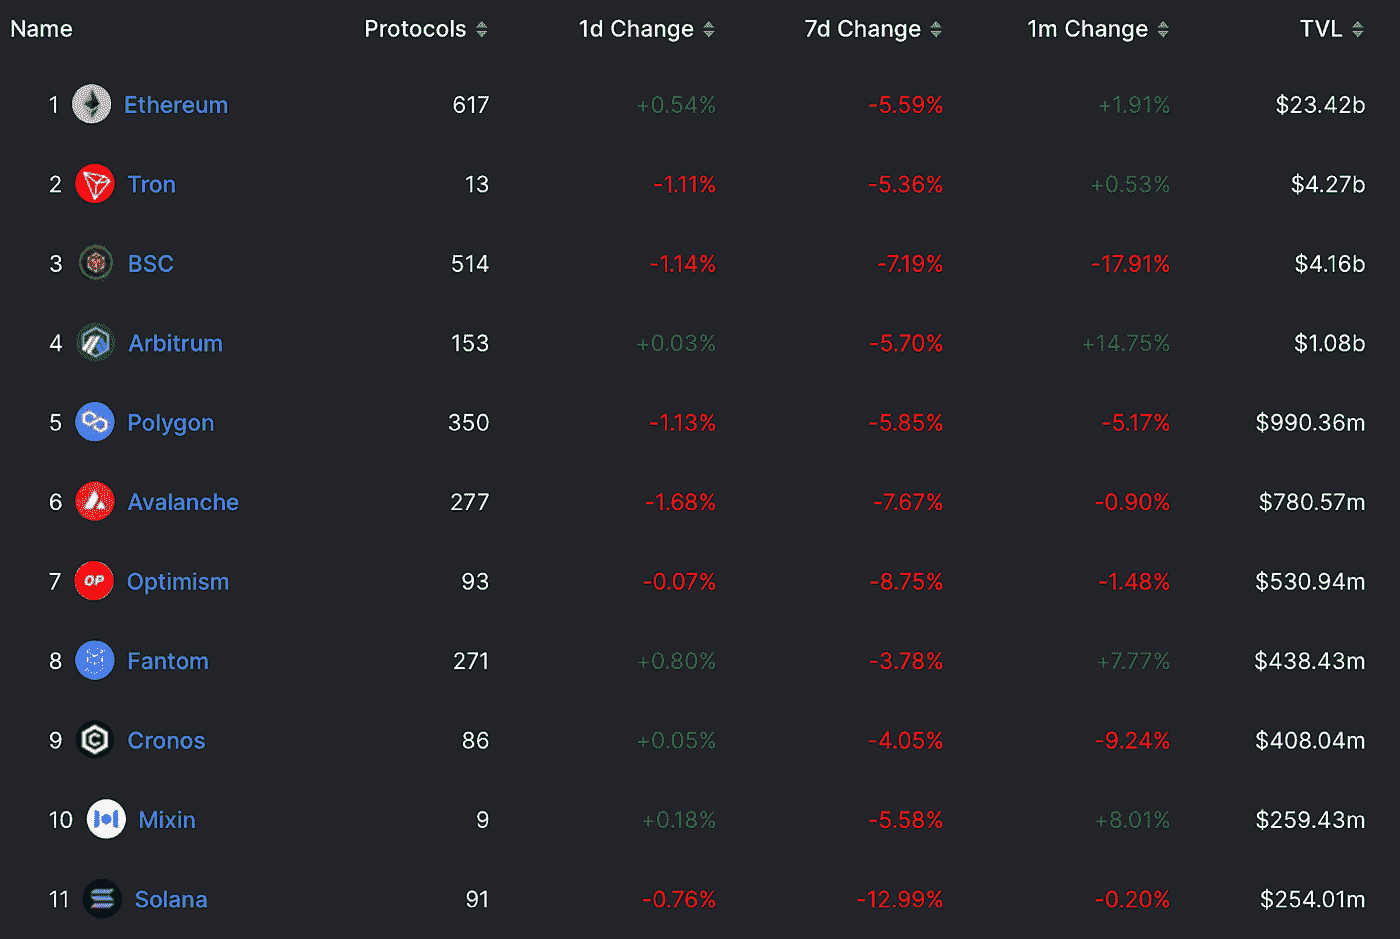 Name Protocols 1d Change 7d Change 1m Change TVL
1 Ethereum 617 +0.54% -5.59% +1.91% $23.42b
2 Tron 13 -1.11% -5.36% +0.53% $4.27b
3 BSC 514 -1.14% -7.19% -17.91% $4.16b
4 Arbitrum 153 +0.03% -5.70% +14.75% $1.08b
5 Polygon 350 -1.13% -5.85% -5.17% $990.36m
6 Avalanche 277 -1.68% -7.67% -0.90% $780.57m
7 OP Optimism 93 -0.07% -8.75% -1.48% $530.94m
8 Fantom 271 +0.80% -3.78% +7.77% $438.43m
9 Cronos 86 +0.05% -4.05% -9.24% $408.04m
10 Mixin 9 +0.18% -5.58% +8.01% $259.43m
11 Solana 91 -0.76% -12.99% -0.20% $254.01m